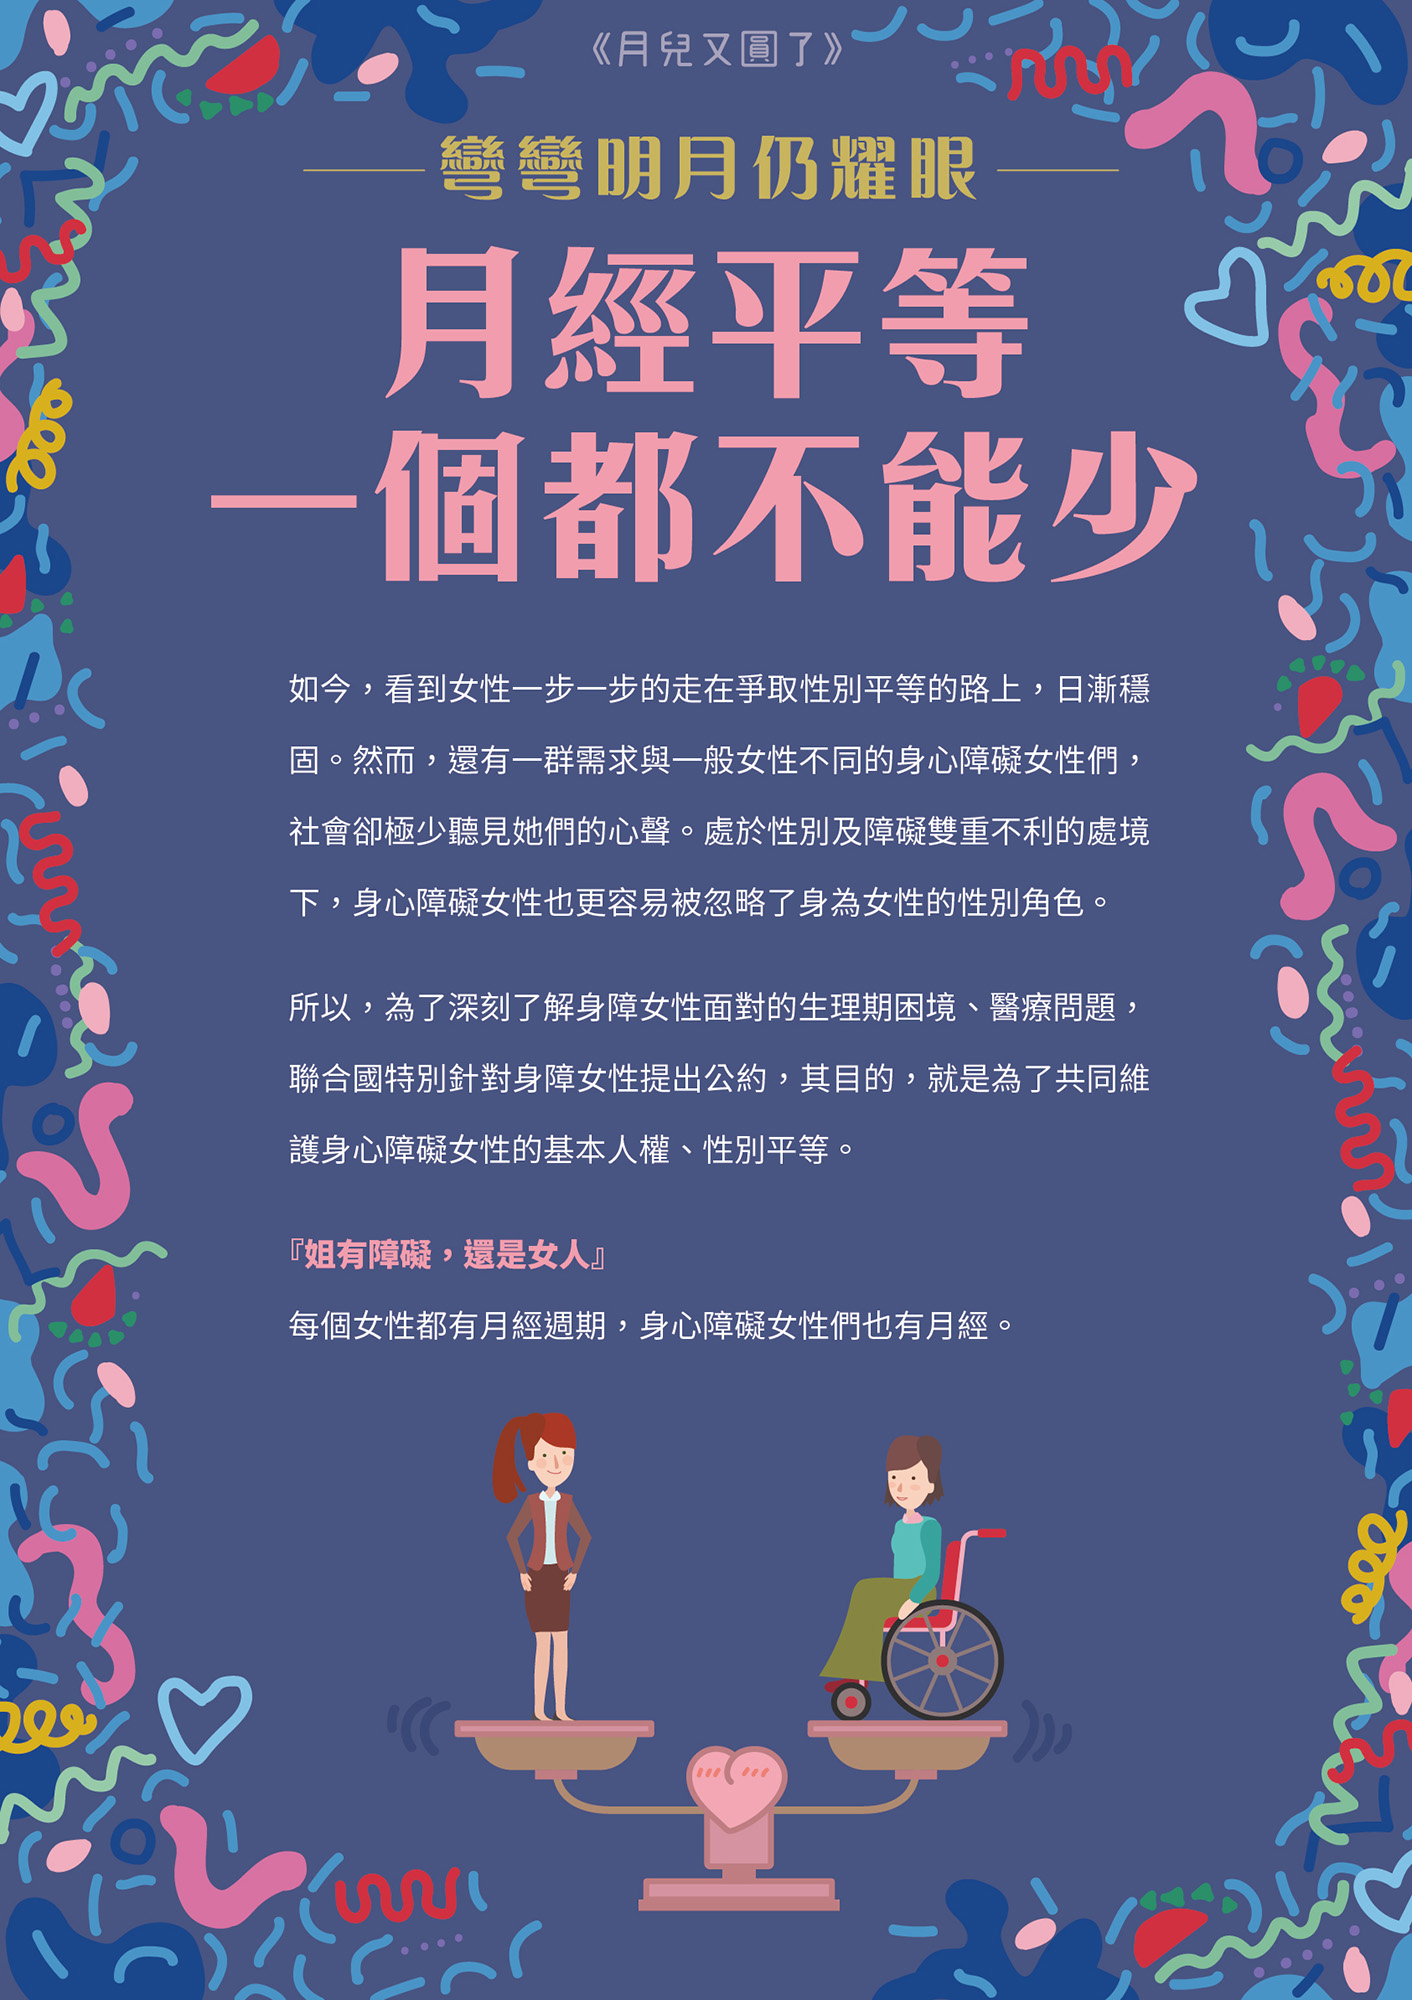 《月兒又圓了》
彎彎明月仍耀眼
月經平等
一個都不能少
如今，看到女性一步一步的走在爭取性別平等的路上，日漸穩
固。然而，還有一群需求與一般女性不同的身心障礙女性們，
社會卻極少聽見她們的心聲。處於性別及障礙雙重不利的處境
下，身心障礙女性也更容易被忽略了身為女性的性別角色。
所以，為了深刻了解身障女性面對的生理期困境、醫療問題，
聯合國特別針對身障女性提出公約，其目的，就是為了共同維
護身心障礙女性的基本人權、性別平等。
『姐有障礙，還是女人』
每個女性都有月經週期，身心障礙女性們也有月經。